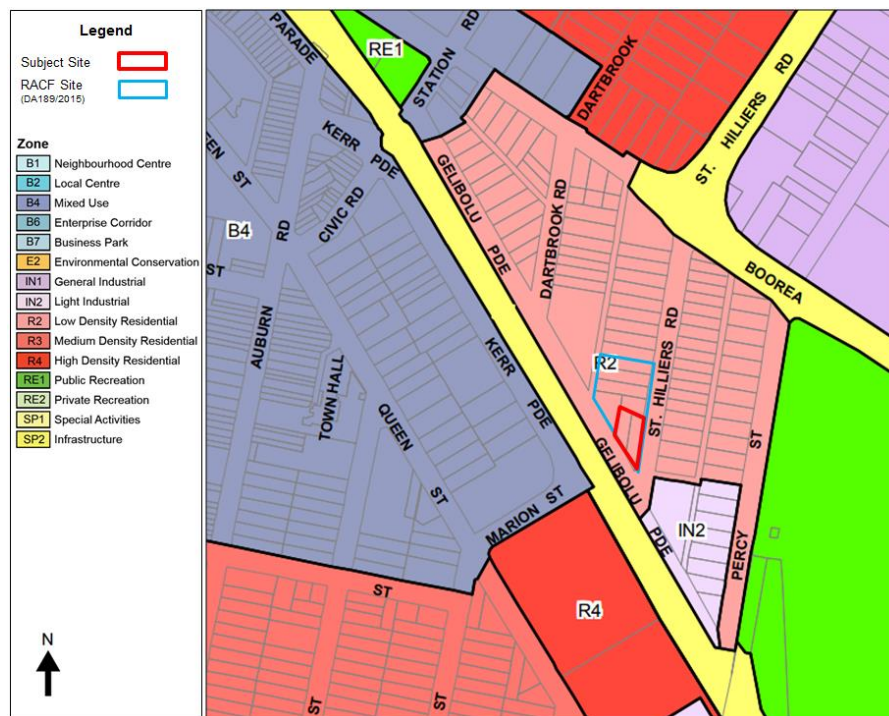 Legend
Subject Site
RACF Site
(DA189/2015)
Zone
B1 Neighbourhood Centre
B2 Local Centre
B4 Mixed Use
B6 Enterprise Corridor
B7 Business Park
E2 Environmental Conservation
IN1 General Industrial
IN2 Light Industrial
R2 Low Density Residential
R3 Medium Density Residential
R4 High Density Residential
RE1 Public Recreation
RE2 Private Recreation
SP1 Special Activities
SP2 Infrastructure
N
PARADE
RE1
STATION RD
DARTBROOK
ST. HILLIERS RD
KERR PDE
EEN ST
CIVIC RD
GELIBOLU PDE
DARTBROOK RD
B4
ST
AUBURN RD
BOOREA
TOWN HALL
KERR PDE
R2
ST. HILLIERS RD
QUEEN ST
GELIBOLU PDE
MARION ST
IN2
PERCY ST
R4
ST
ST
ST